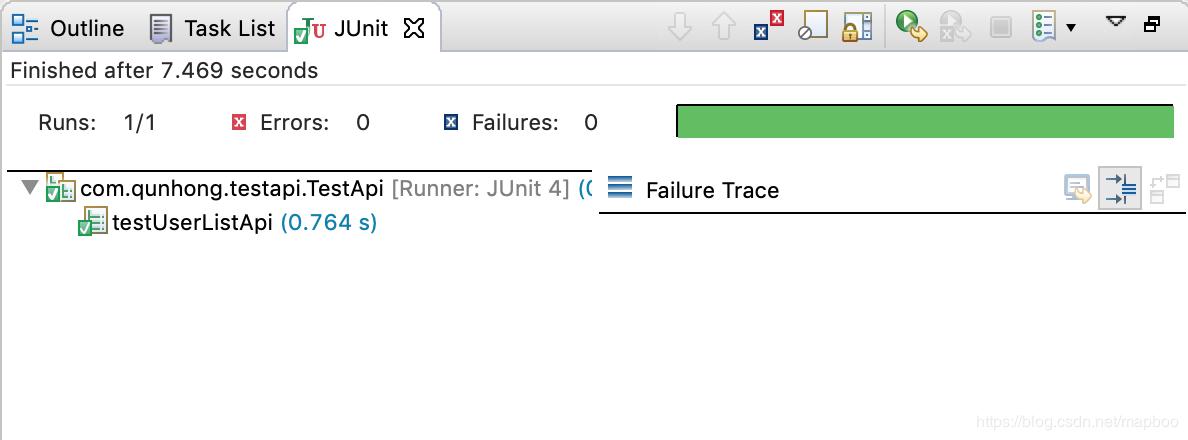 Outline Task List JUnit
Finished after 7.469 seconds
Runs: 1/1 Errors: 0 Failures: 0
com.qunhong.testapi.TestApi [Runner: JUnit 4] (0
Failure Trace
testUserListApi (0.764 s)
https://blog.csdn.net/mapboo